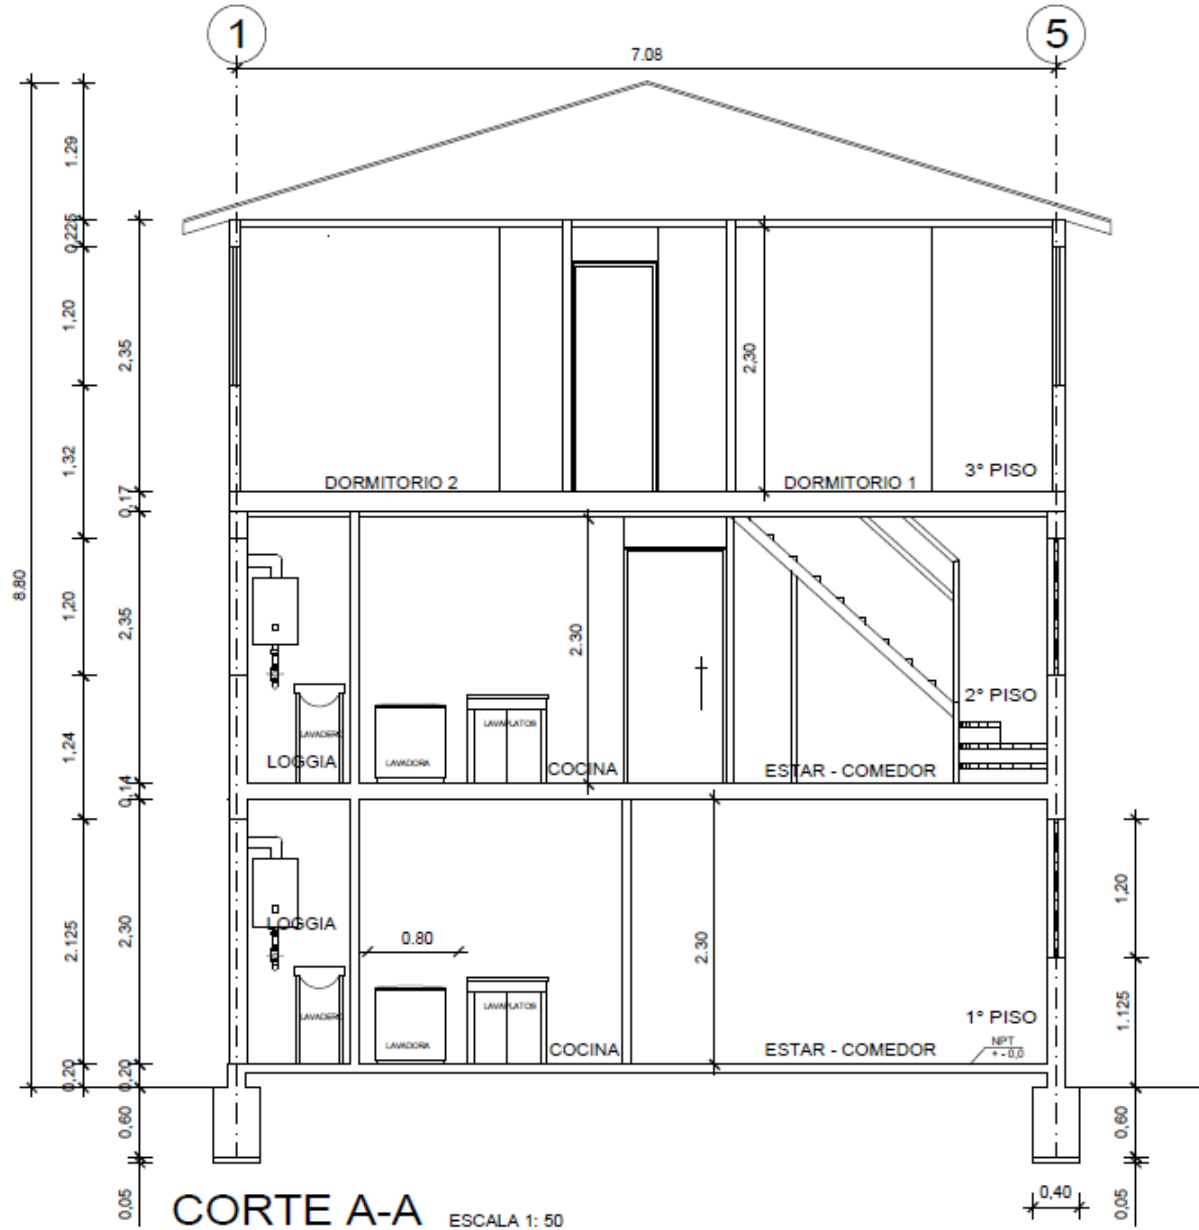 1
5
7.08
1.29
0.225
1,20
2,35
1,32
0,17
8.80
2,30
3° PISO
DORMITORIO 2
DORMITORIO 1
1,20
2,35
1,24
0,14
2.30
2° PISO
LAVADERO
LOGGIA
LAVADORA
LAVAPLATOS
COCINA
ESTAR - COMEDOR
2.125
2,30
0,20
0,20
LOGGIA
0.80
2.30
1,20
1.125
1° PISO
LAVADERO
LAVADORA
LAVAPLATOS
COCINA
ESTAR - COMEDOR
NPT
+ - 0,0
0,60
0,05
0,60
0,05
0,40
CORTE A-A ESCALA 1: 50